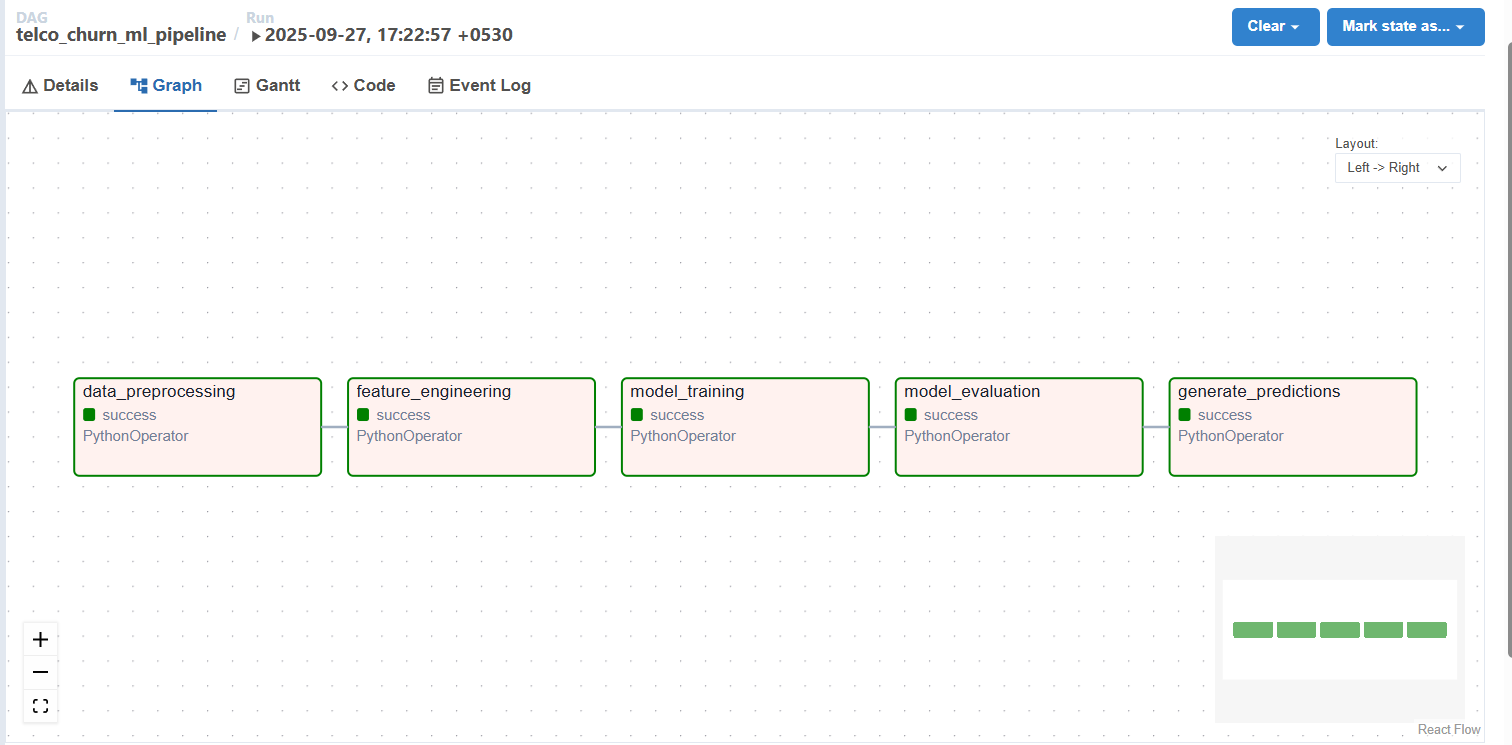 DAG
telco_churn_ml_pipeline
/
Run
2025-09-27, 17:22:57 +0530
Clear
Mark state as...
Details
Graph
Gantt
Code
Event Log
Layout:
Left -> Right
data_preprocessing
success
PythonOperator
feature_engineering
success
PythonOperator
model_training
success
PythonOperator
model_evaluation
success
PythonOperator
generate_predictions
success
PythonOperator
React Flow